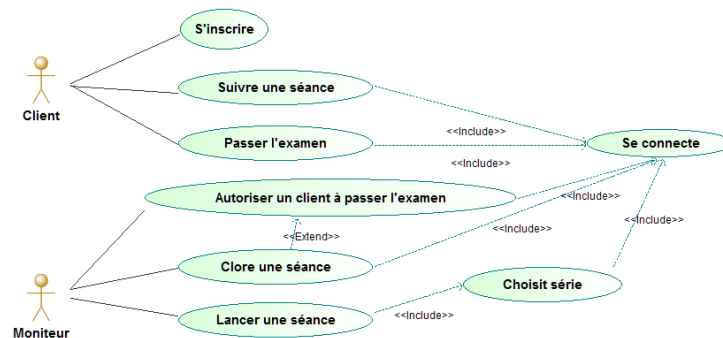 S'inscrire
Suivre une séance
Client
Passer l'examen
<<Include>>
Se connecte
<<Include>>
Autoriser un client à passer l'examen
<<Include>>
<<Extend>>
<<Include>>
Clore une séance
Choisit série
Lancer une séance
<<Include>>
Moniteur